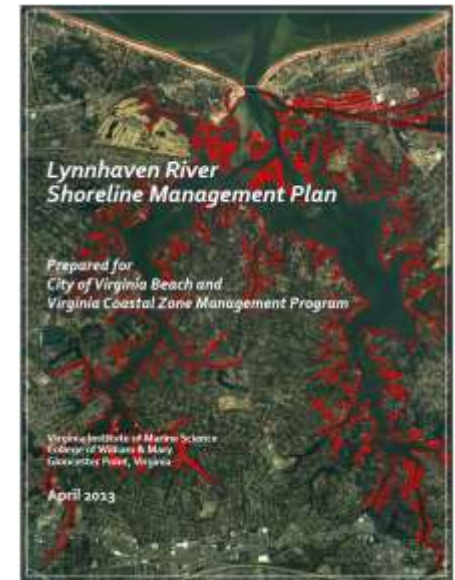 Lynnhaven River
Shoreline Management Plan
Prepared for
City of Virginia Beach and
Virginia Coastal Zone Management Program
Virginia Institute of Marine Science
College of William & Mary
Gloucester Point, Virginia
April 2013